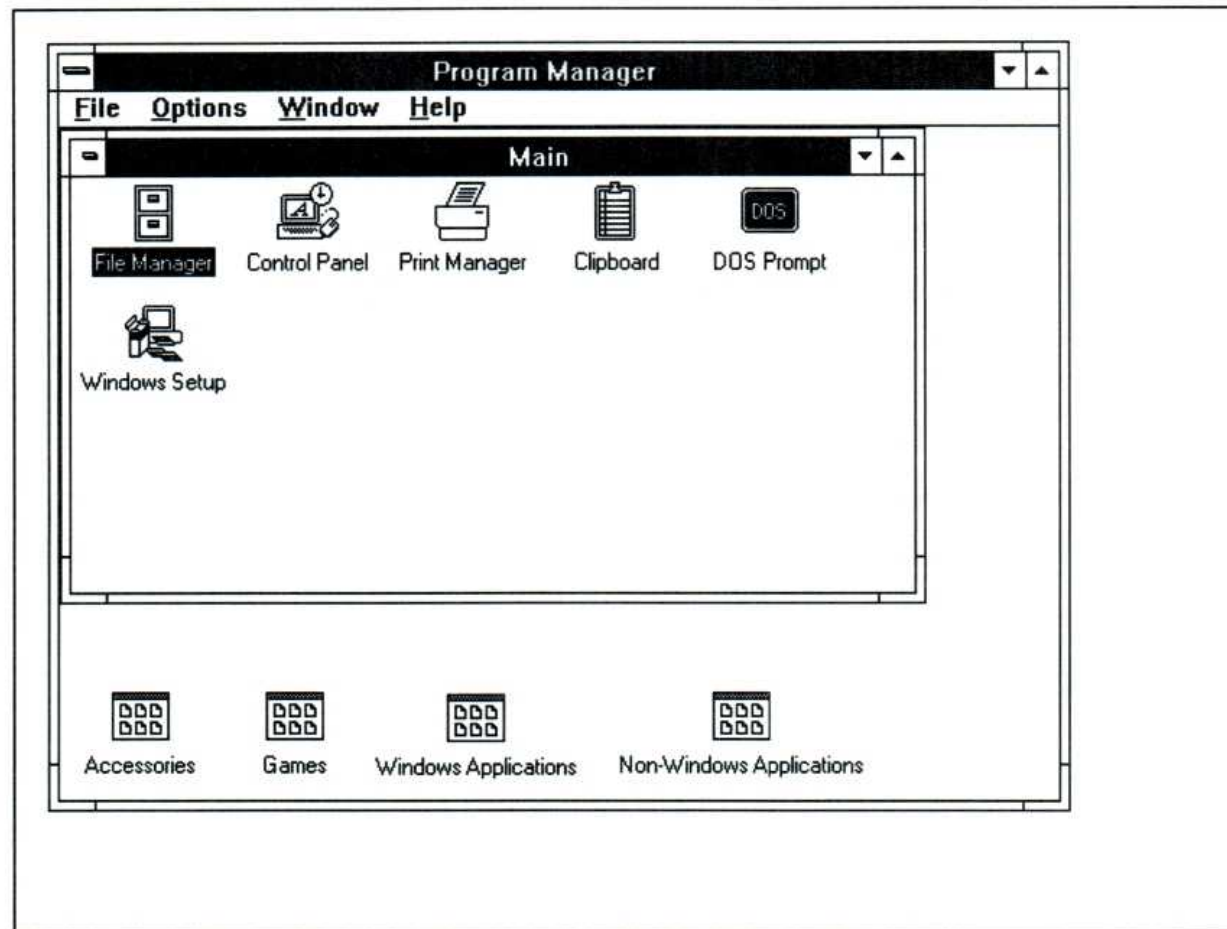 Program Manager
File Options Window Help
Main
A
DOS
File Manager Control Panel Print Manager Clipboard DOS Prompt
Windows Setup
Accessories Games Windows Applications Non-Windows Applications